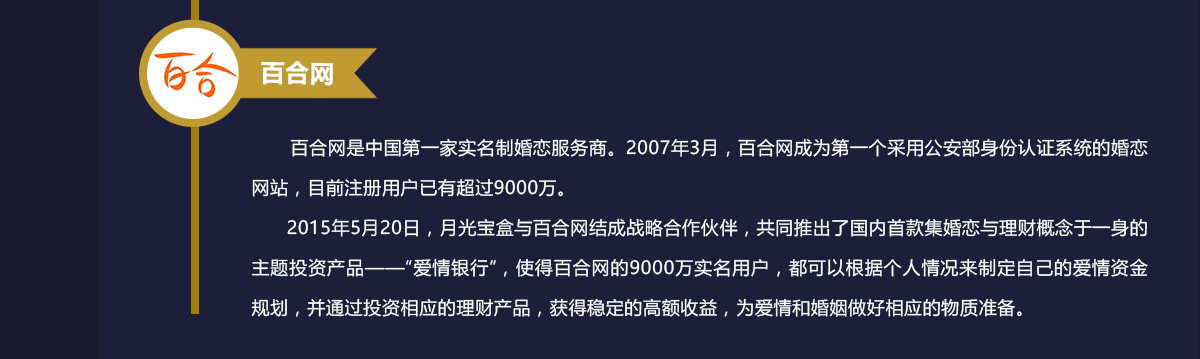 百合
百合网
百合网是中国第一家实名制婚恋服务商。2007年3月，百合网成为第一个采用公安部身份认证系统的婚恋
网站，目前注册用户已有超过9000万。
2015年5月20日，月光宝盒与百合网结成战略合作伙伴，共同推出了国内首款集婚恋与理财概念于一身的
主题投资产品——“爱情银行”，使得百合网的9000万实名用户，都可以根据个人情况来制定自己的爱情资金
规划，并通过投资相应的理财产品，获得稳定的高额收益，为爱情和婚姻做好相应的物质准备。